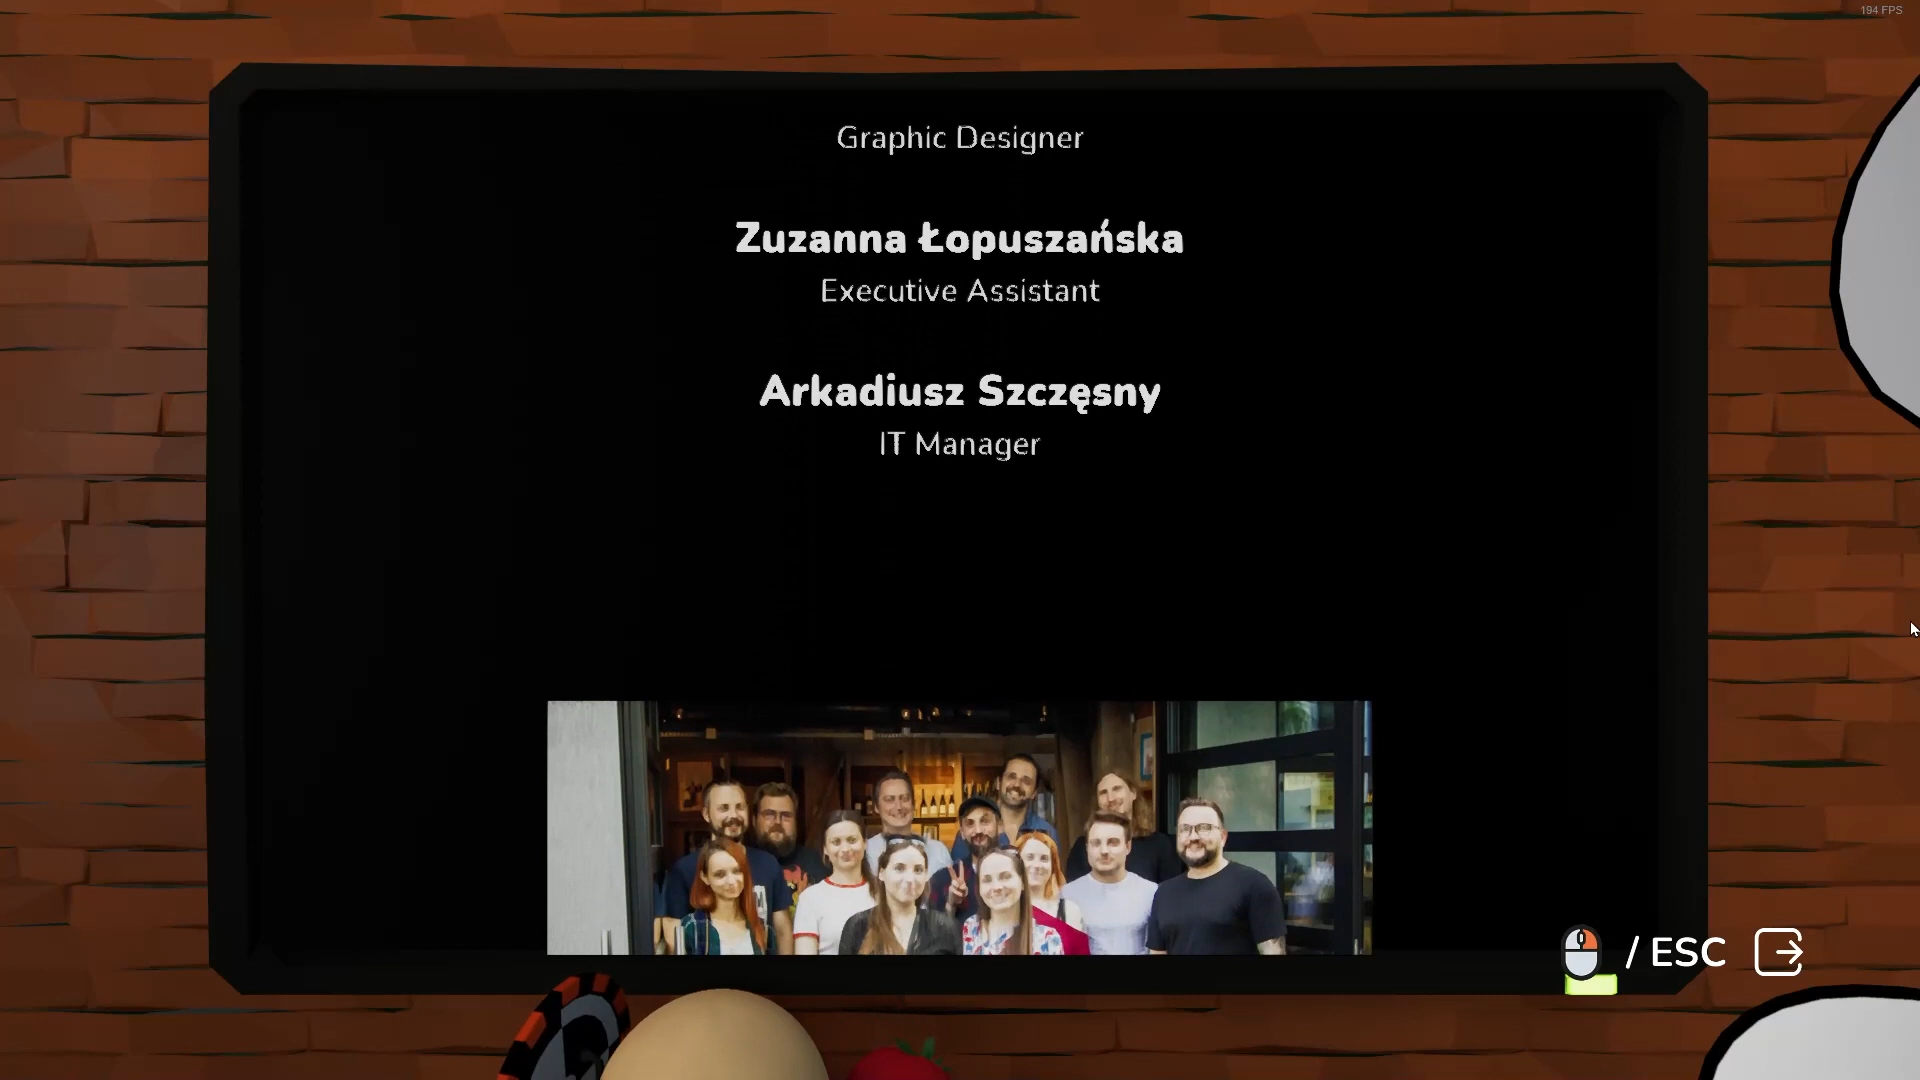 194 FPS
Graphic Designer
Zuzanna Łopuszańska
Executive Assistant
Arkadiusz Szczęsny
IT Manager
/ ESC